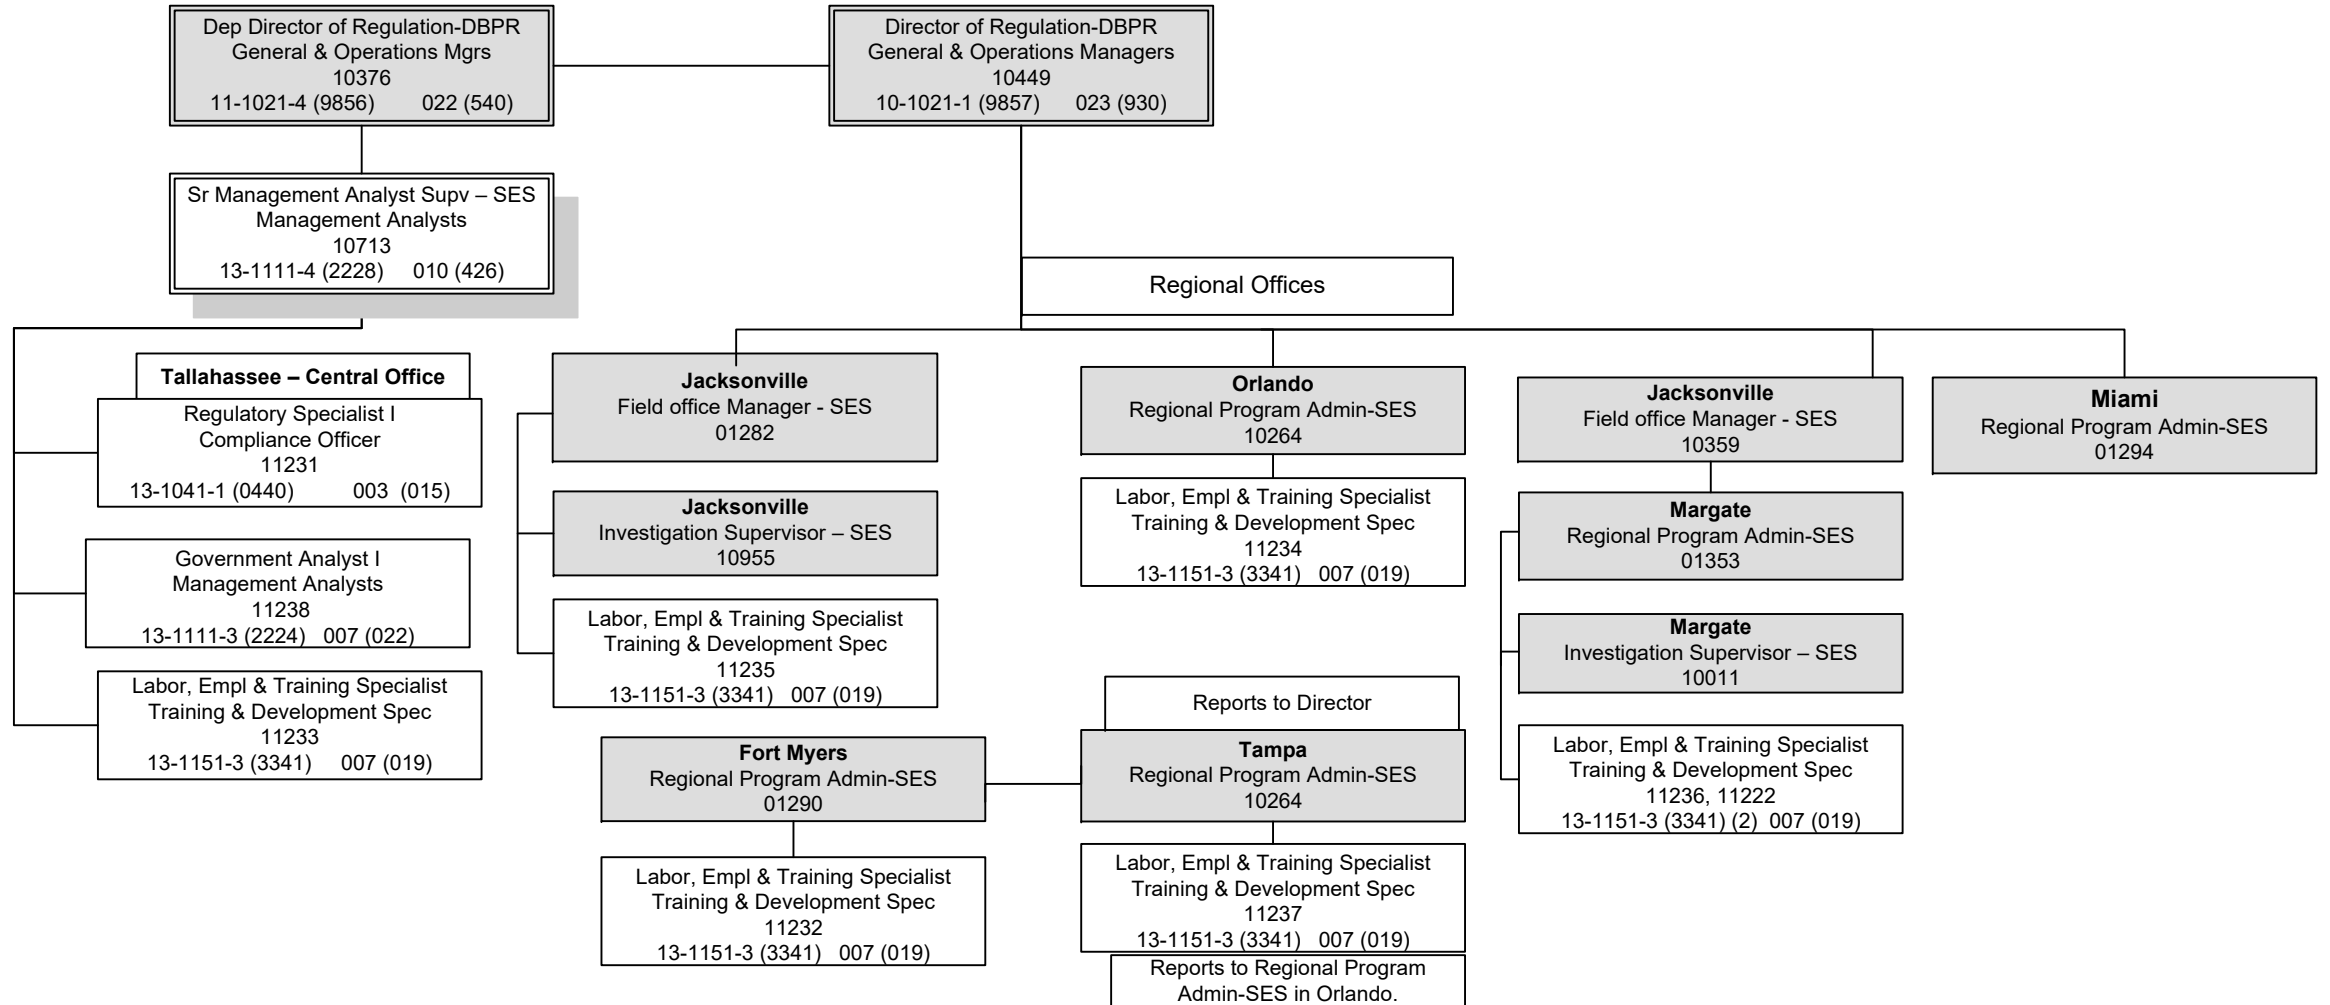 Dep Director of Regulation-DBPR
General & Operations Mgrs
10376
11-1021-4 (9856) 022 (540)
Director of Regulation-DBPR
General & Operations Managers
10449
10-1021-1 (9857) 023 (930)
Sr Management Analyst Supv – SES
Management Analysts
10713
13-1111-4 (2228) 010 (426)
Regional Offices
Tallahassee – Central Office
Regulatory Specialist I
Compliance Officer
11231
13-1041-1 (0440) 003 (015)
Government Analyst I
Management Analysts
11238
13-1111-3 (2224) 007 (022)
Labor, Empl & Training Specialist
Training & Development Spec
11233
13-1151-3 (3341) 007 (019)
Jacksonville
Field office Manager - SES
01282
Jacksonville
Investigation Supervisor – SES
10955
Labor, Empl & Training Specialist
Training & Development Spec
11235
13-1151-3 (3341) 007 (019)
Orlando
Regional Program Admin-SES
10264
Labor, Empl & Training Specialist
Training & Development Spec
11234
13-1151-3 (3341) 007 (019)
Jacksonville
Field office Manager - SES
10359
Margate
Regional Program Admin-SES
01353
Margate
Investigation Supervisor – SES
10011
Labor, Empl & Training Specialist
Training & Development Spec
11236, 11222
13-1151-3 (3341) (2) 007 (019)
Miami
Regional Program Admin-SES
01294
Fort Myers
Regional Program Admin-SES
01290
Labor, Empl & Training Specialist
Training & Development Spec
11232
13-1151-3 (3341) 007 (019)
Reports to Director
Tampa
Regional Program Admin-SES
10264
Labor, Empl & Training Specialist
Training & Development Spec
11237
13-1151-3 (3341) 007 (019)
Reports to Regional Program
Admin-SES in Orlando.